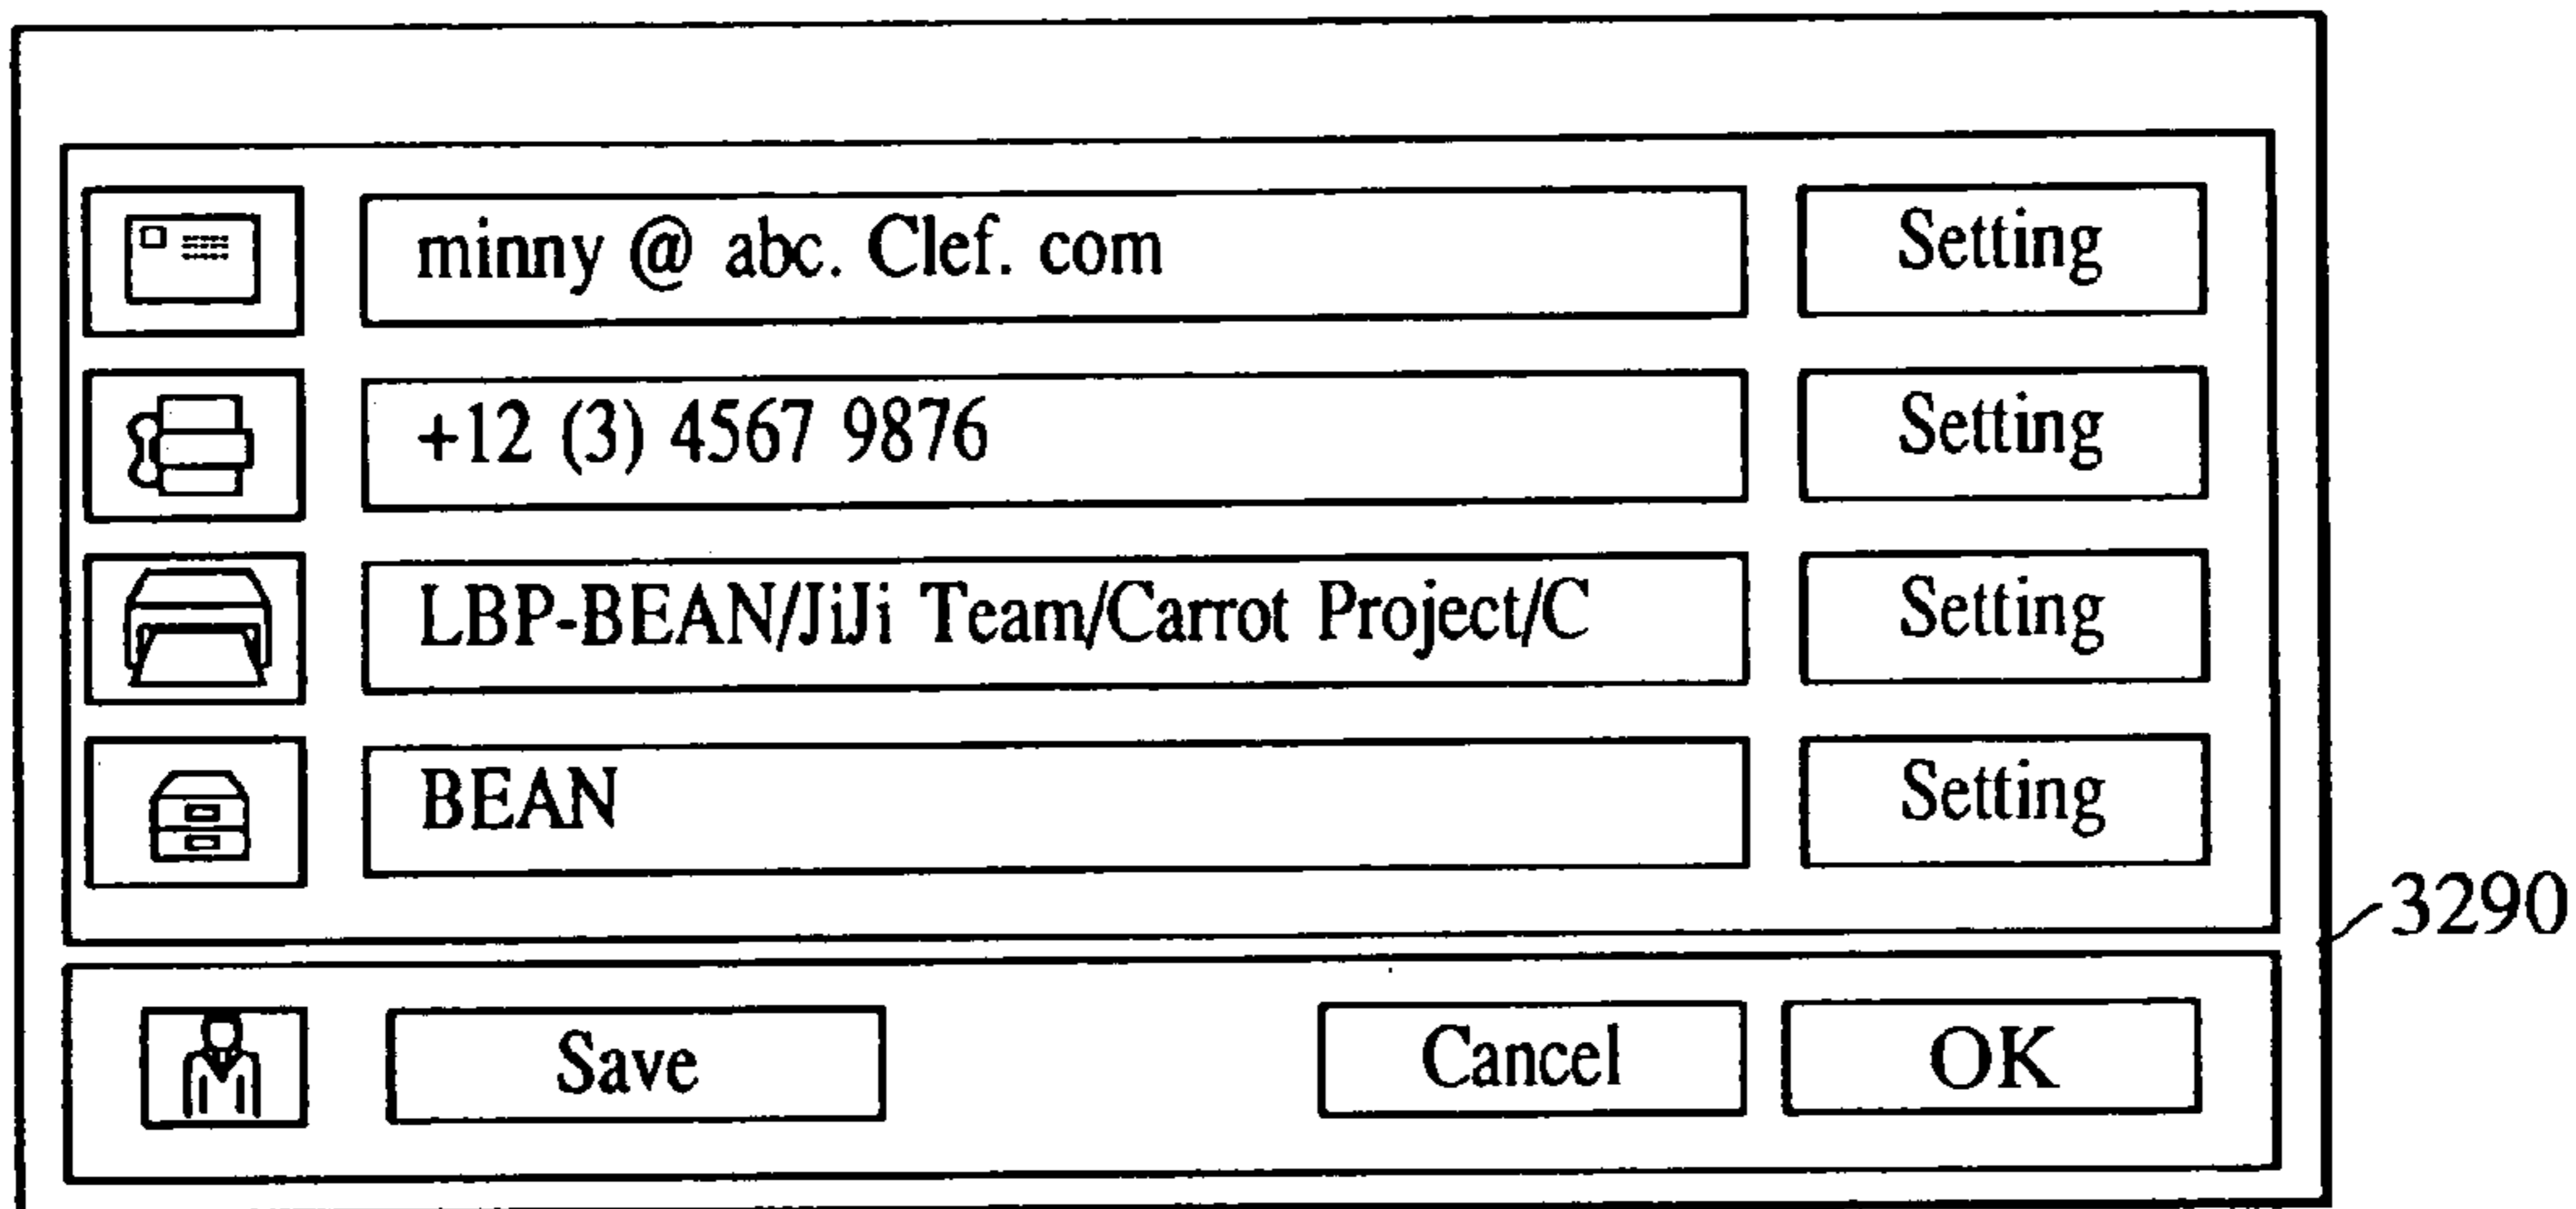 minny @ abc. Clef. com Setting
+12 (3) 4567 9876 Setting
LBP-BEAN/JiJi Team/Carrot Project/C Setting
BEAN Setting
3290
Save Cancel OK